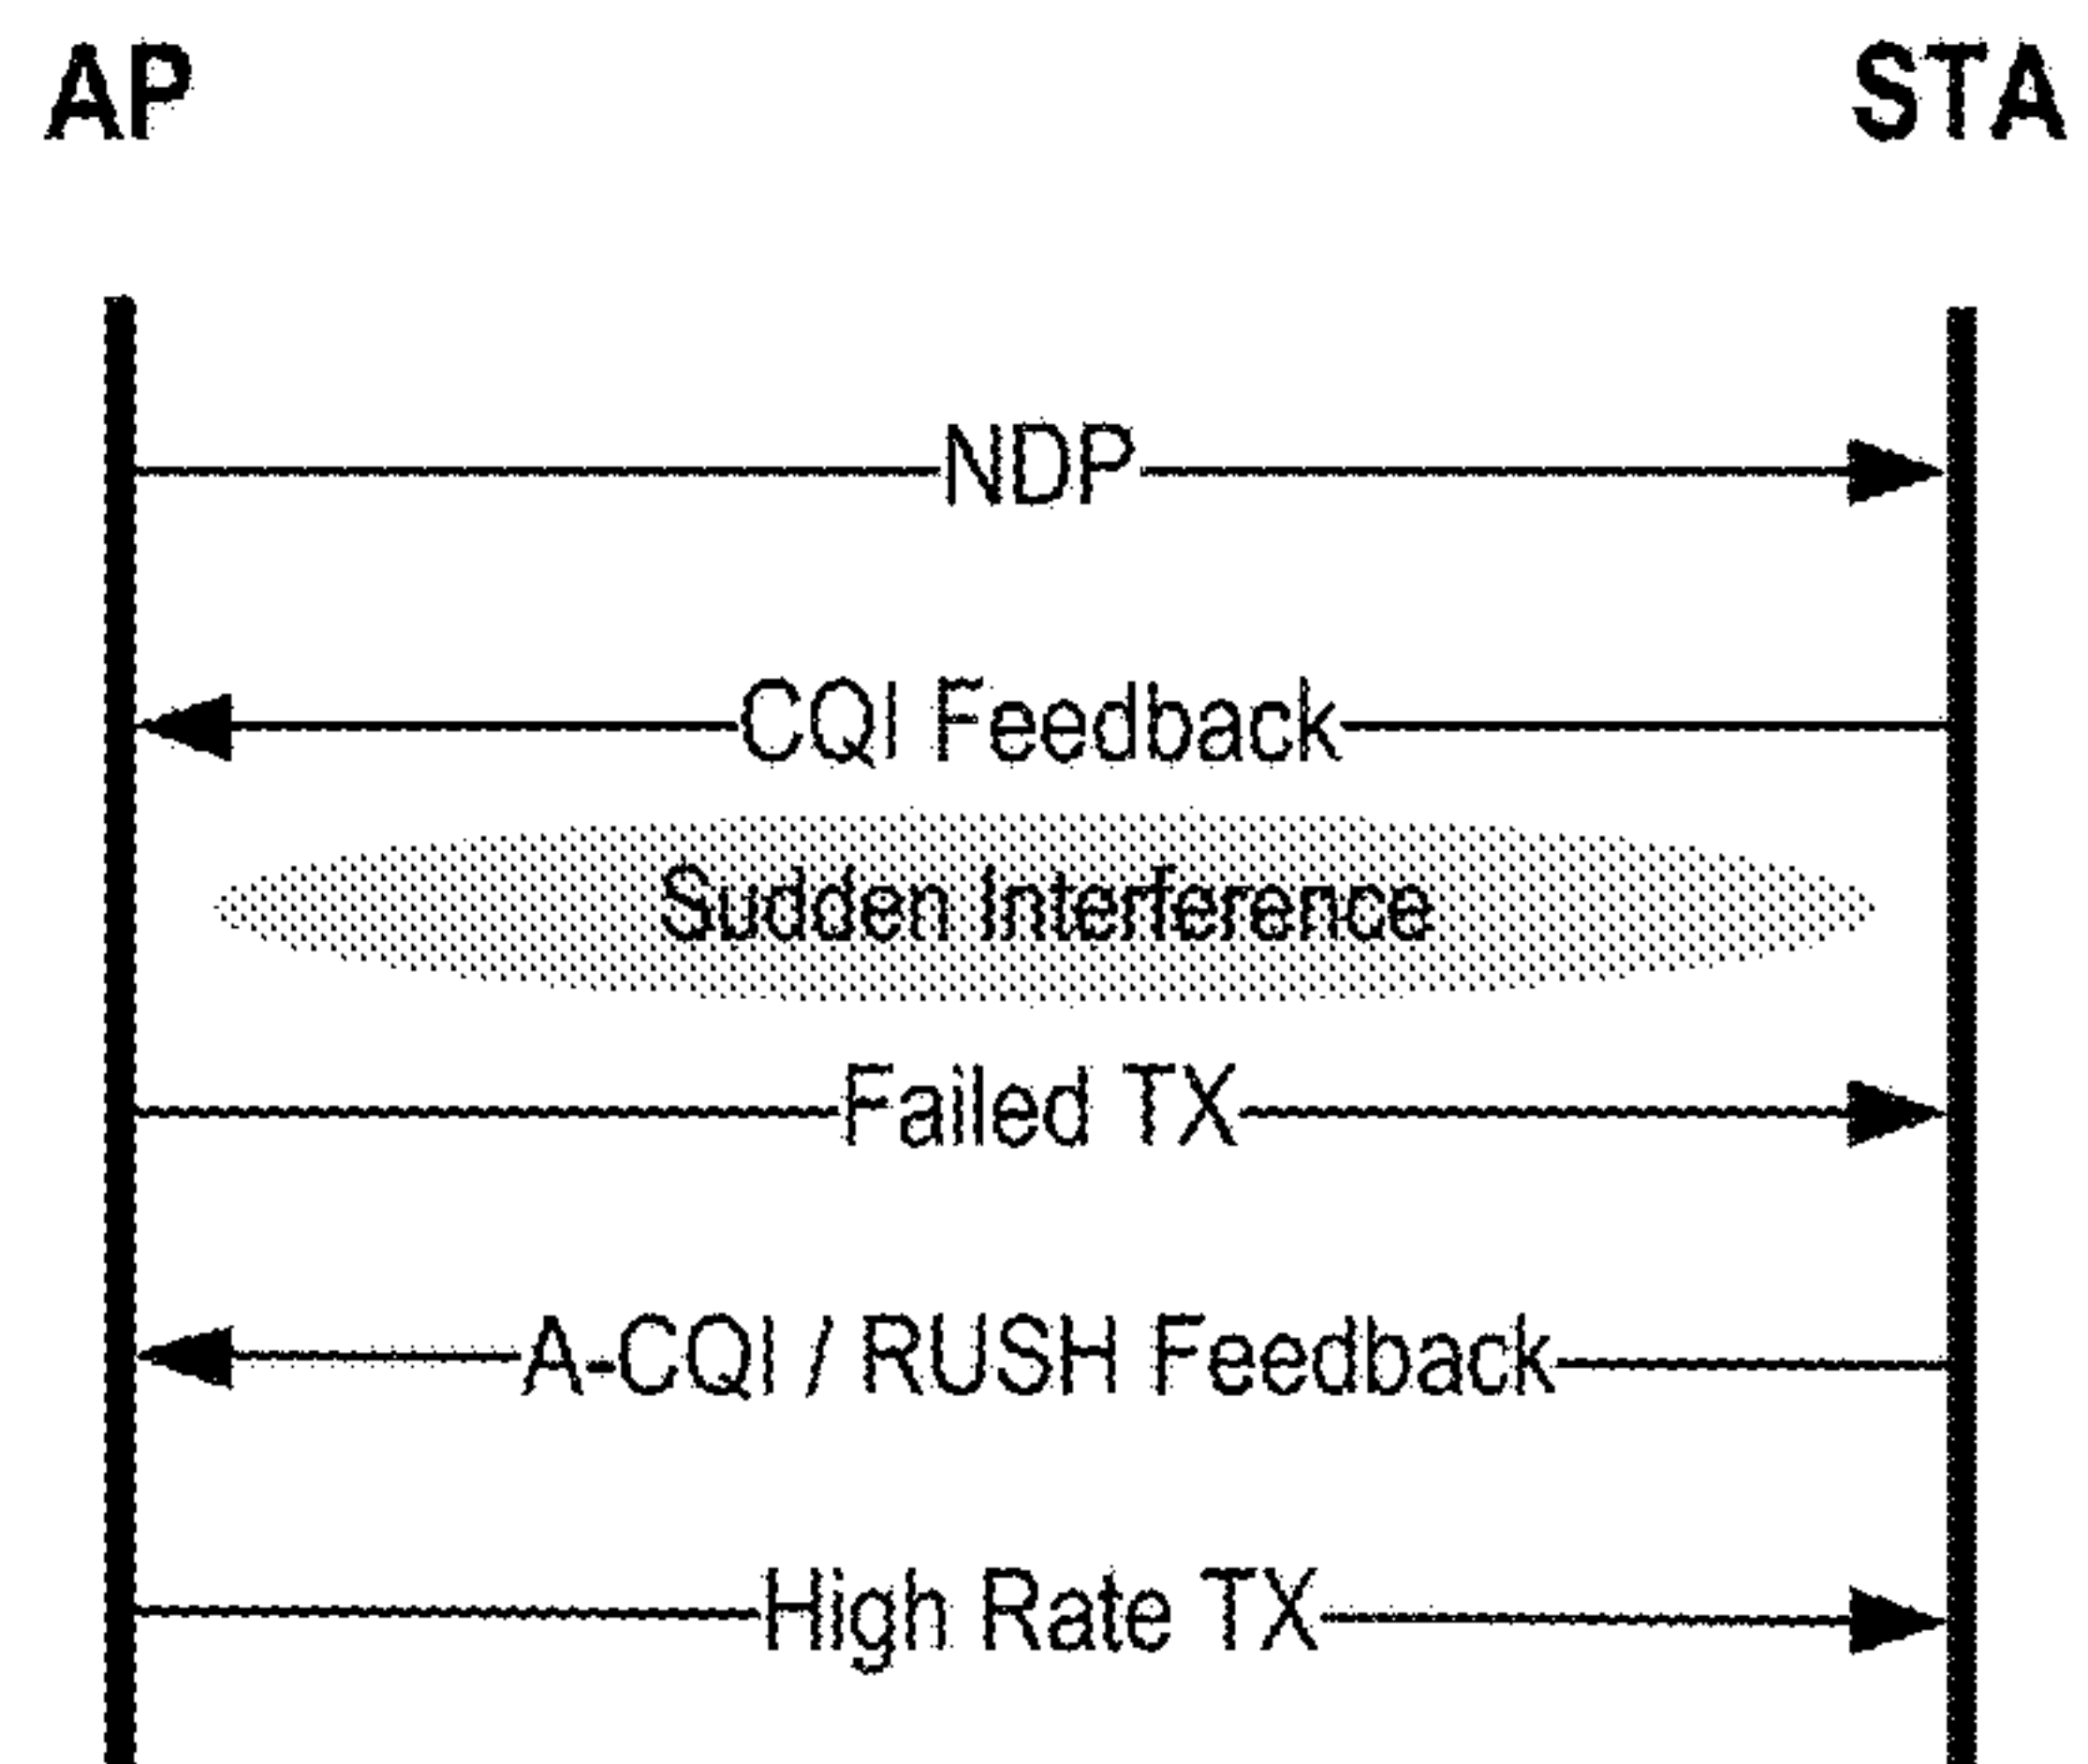 AP STA
NDP
CQI Feedback
Sudden Interference
Failed TX
A-CQI / RUSH Feedback
High Rate TX